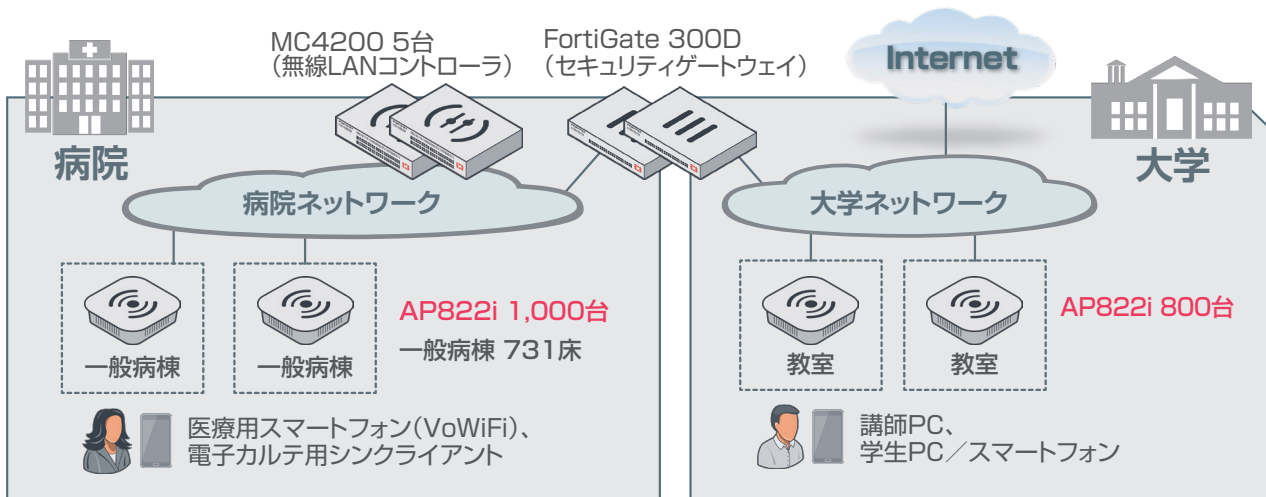 MC4200 5台
（無線LANコントローラ）
FortiGate 300D
（セキュリティゲートウェイ）
Internet
病院
大学
病院ネットワーク
大学ネットワーク
AP822i 1,000台
一般病棟 731床
一般病棟
一般病棟
AP822i 800台
教室
教室
医療用スマートフォン（VoWiFi）、
電子カルテ用シンクライアント
講師PC、
学生PC／スマートフォン